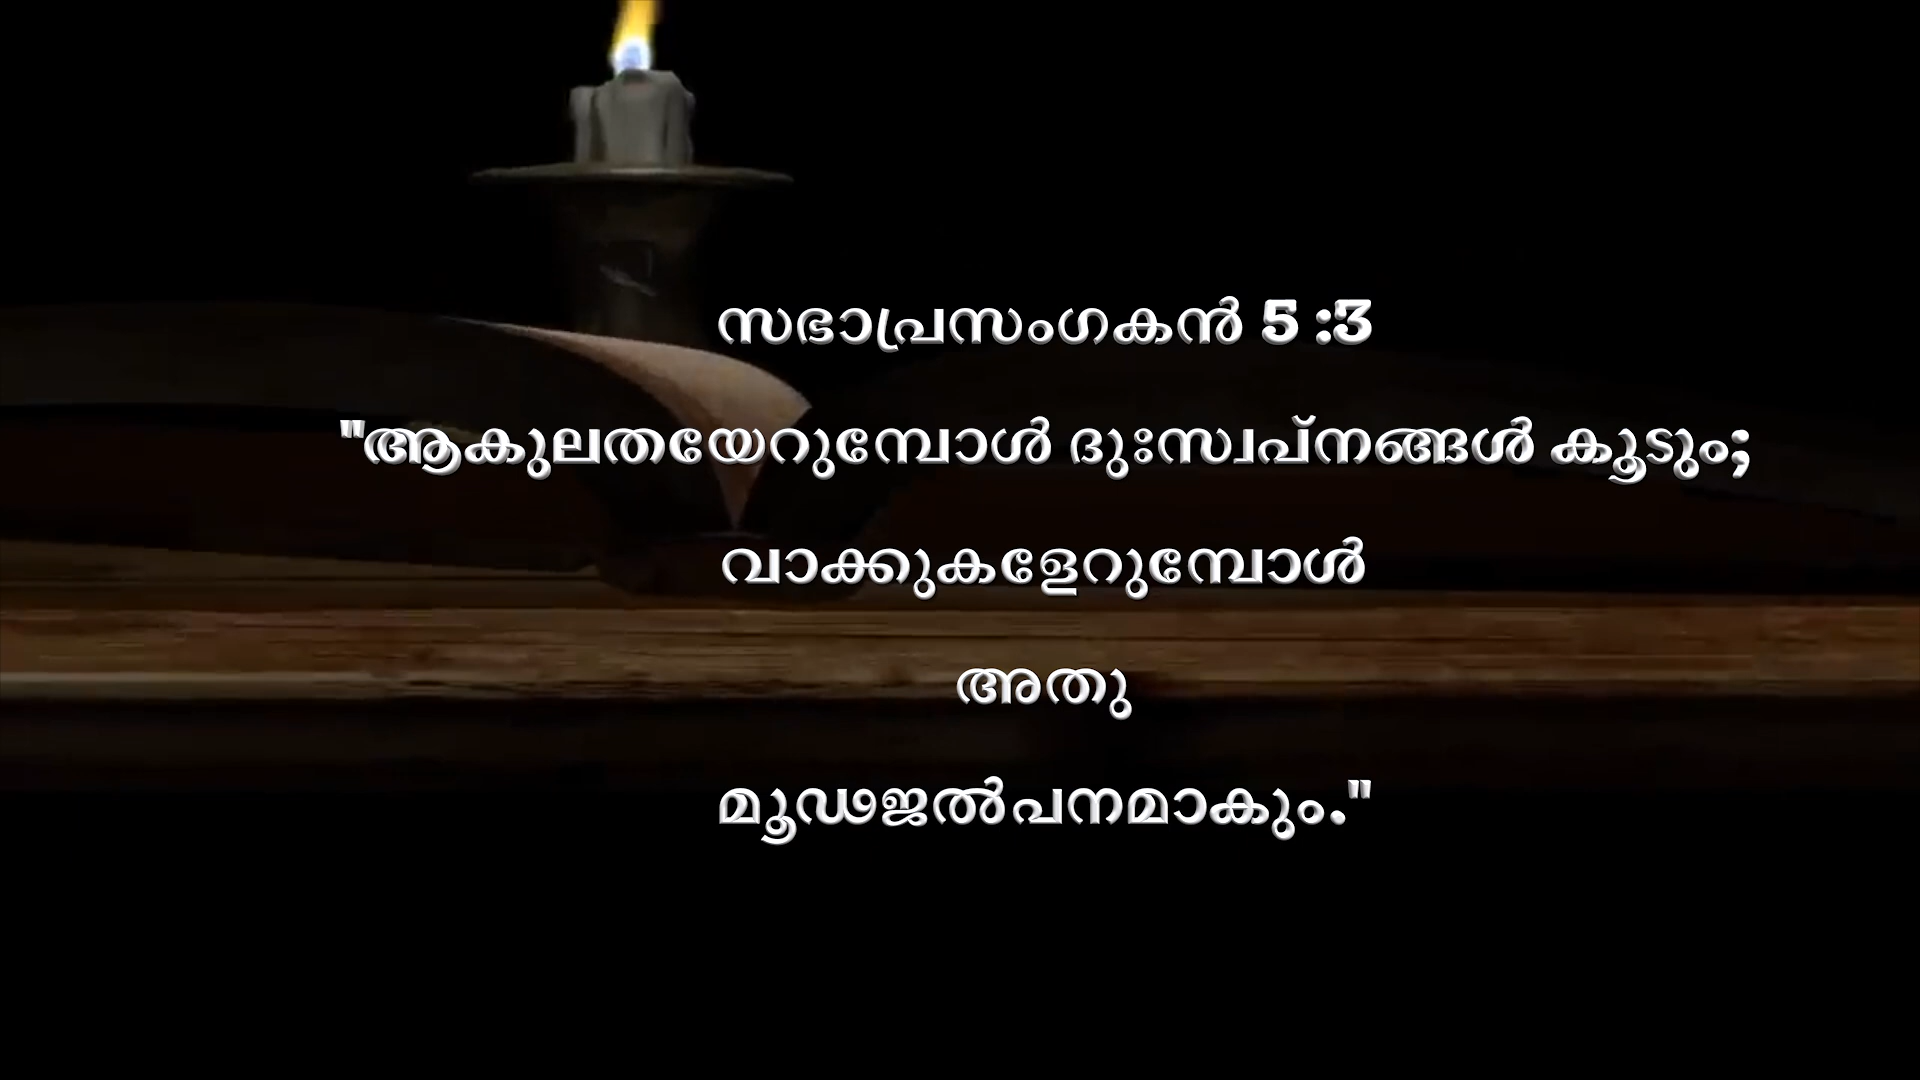 സഭാപ്രസംഗകൻ 5 :3
"ആകുലതയേറുമ്പോൾ ദുഃസ്വപ്നങ്ങൾ കൂടും;
വാക്കുകളേറുമ്പോൾ
അതു
മൂഢജൽപനമാകും."